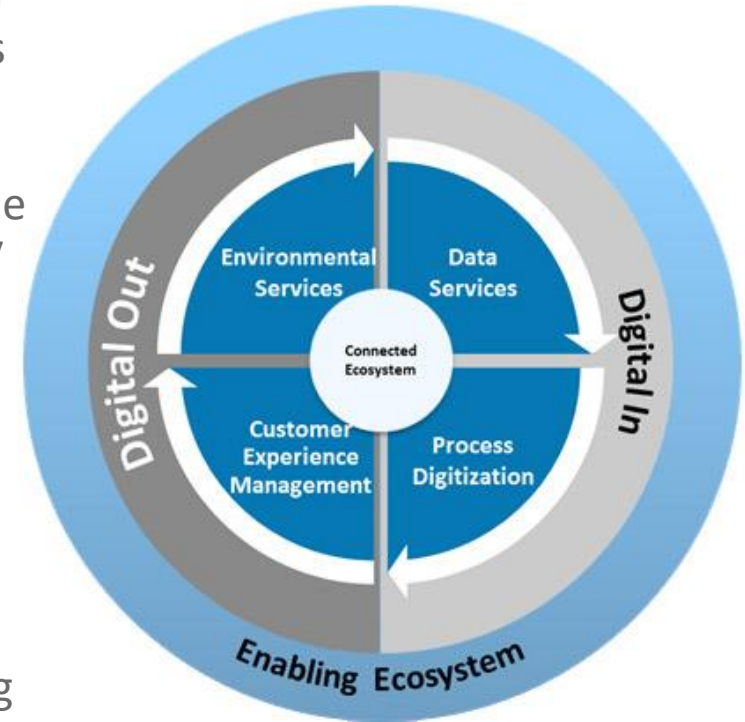 s
e
y
g
Environmental
Services
Data
Services
Connected
Ecosystem
Customer
Experience
Management
Process
Digitization
Digital Out
Digital In
Enabling Ecosystem